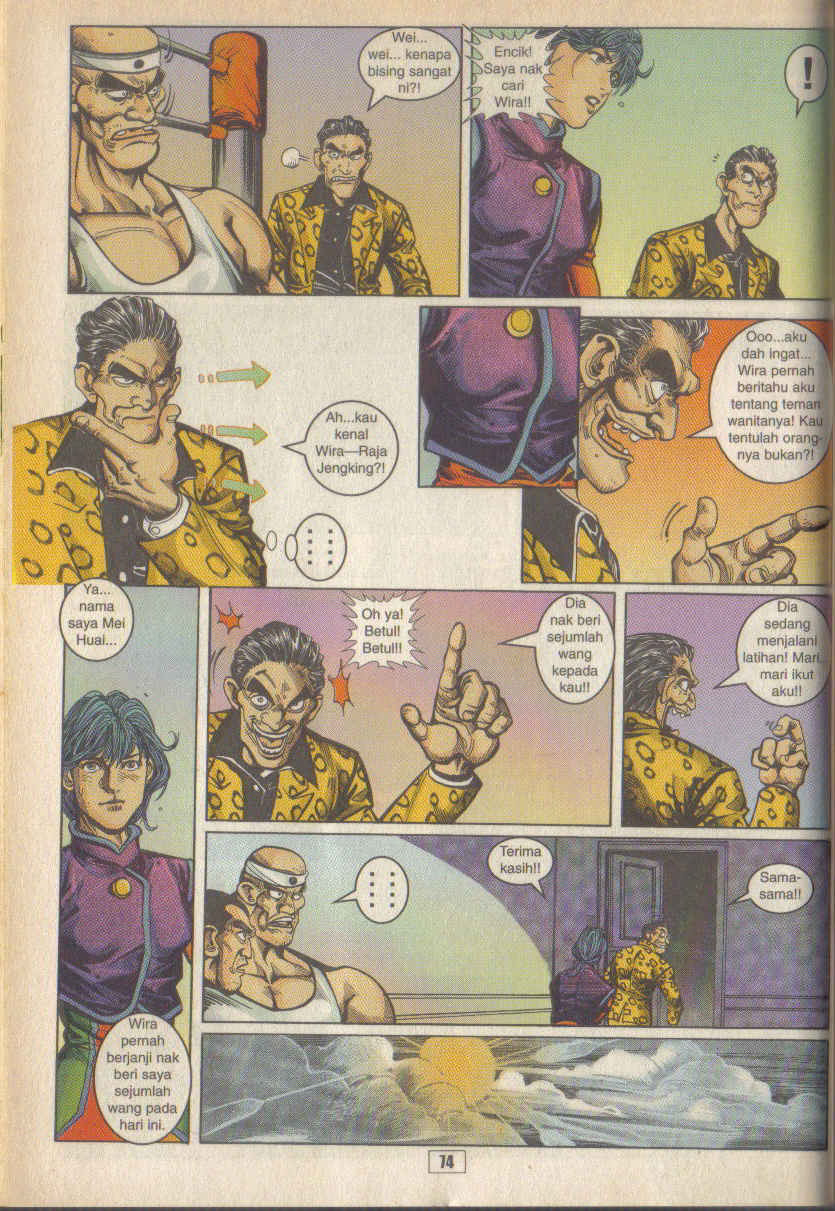 Wei...
wei... kenapa
bising sangat
ni?!
Encik!
Saya nak
cari
Wira!!
!
Ah...kau
kenal
Wira—Raja
Jengking?!
Ooo...aku
dah ingat...
Wira pernah
beritahu aku
tentang teman
wanitanya! Kau
tentulah orang-
nya bukan?!
Ya...
nama
saya Mei
Huai...
Wira
pernah
berjanji nak
beri saya
sejumlah
wang pada
hari ini.
Oh ya!
Betul!
Betul!!
Dia
nak beri
sejumlah
wang
kepada
kau!!
Dia
sedang
menjalani
latihan! Mari..
mari ikut
aku!!
Terima
kasih!!
Sama-
sama!!
74